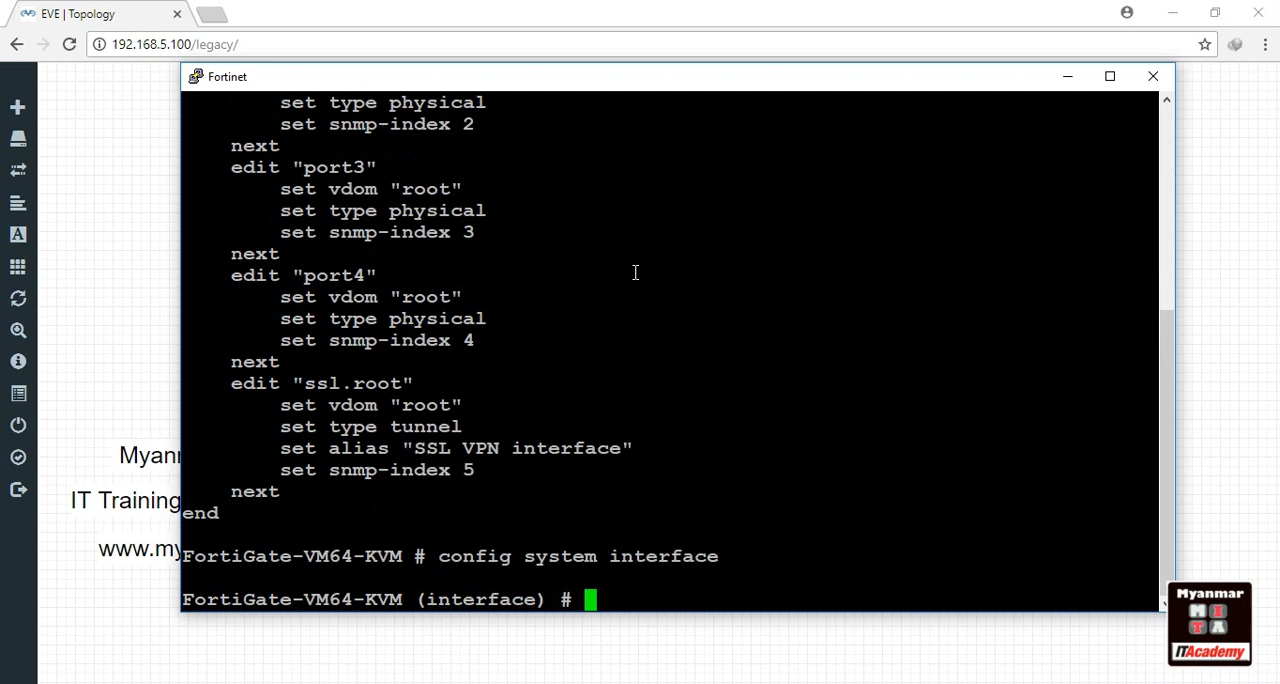 EVE | Topology
192.168.5.100/legacy/
Fortinet
set type physical
set snmp-index 2
next
edit "port3"
set vdom "root"
set type physical
set snmp-index 3
next
edit "port4"
set vdom "root"
set type physical
set snmp-index 4
next
edit "ssl.root"
set vdom "root"
set type tunnel
set alias "SSL VPN interface"
set snmp-index 5
next
end
FortiGate-VM64-KVM # config system interface
FortiGate-VM64-KVM (interface) #
A
Myanr
IT Training
www.my
Myanmar
M I
T A
ITAcademy